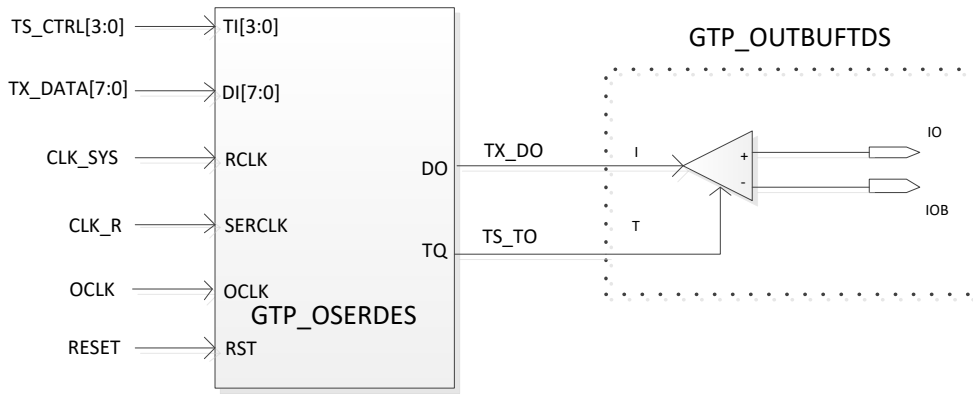 TS_CTRL[3:0]
TI[3:0]
GTP_OUTBUFTDS
TX_DATA[7:0]
DI[7:0]
CLK_SYS
RCLK
DO
TX_DO
I
+
-
IO
IOB
CLK_R
SERCLK
TQ
TS_TO
T
OCLK
OCLK
GTP_OSERDES
RESET
RST